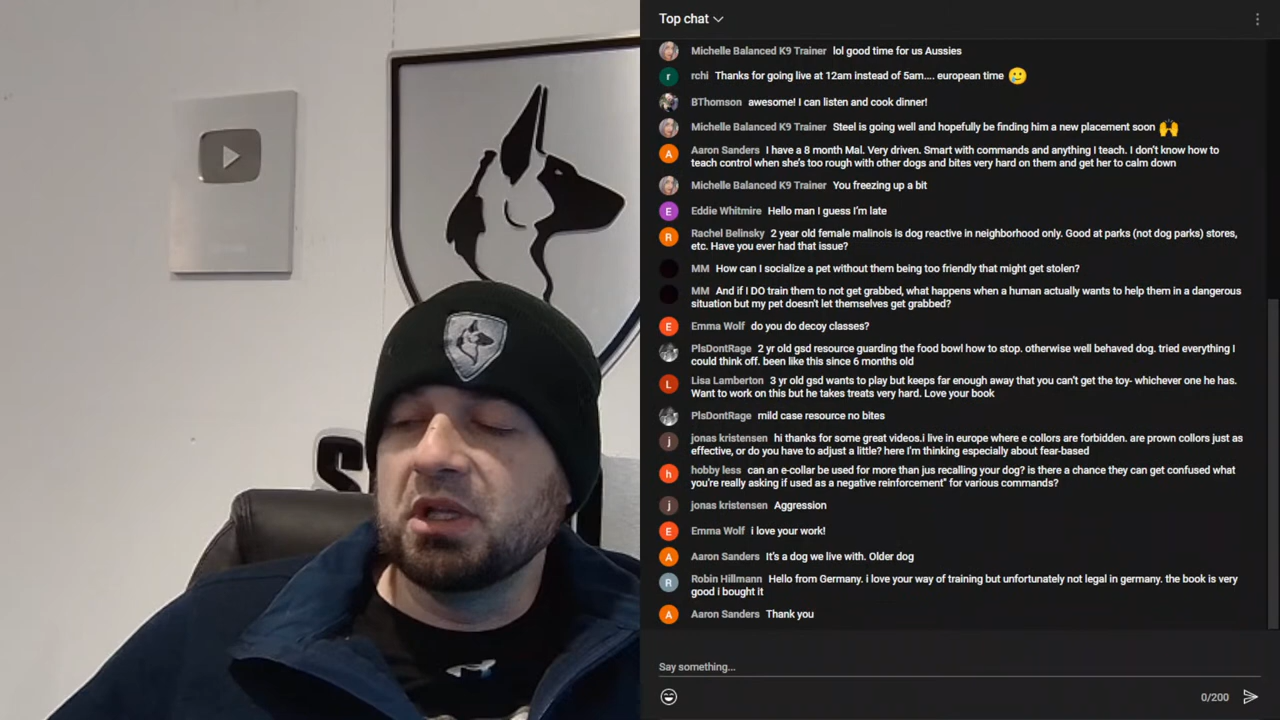 Top chat
Michelle Balanced K9 Trainer lol good time for us Aussies
r rchi Thanks for going live at 12am instead of 5am.... european time
BThomson awesome! I can listen and cook dinner!
Michelle Balanced K9 Trainer Steel is going well and hopefully be finding him a new placement soon
A Aaron Sanders I have a 8 month Mal. Very driven. Smart with commands and anything I teach. I don't know how to
teach control when she's too rough with other dogs and bites very hard on them and get her to calm down
Michelle Balanced K9 Trainer You freezing up a bit
E Eddie Whitmire Hello man I guess I'm late
R Rachel Belinsky 2 year old female malinois is dog reactive in neighborhood only. Good at parks (not dog parks) stores,
etc. Have you ever had that issue?
MM How can I socialize a pet without them being too friendly that might get stolen?
MM And if I DO train them to not get grabbed, what happens when a human actually wants to help them in a dangerous
situation but my pet doesn't let themselves get grabbed?
E Emma Wolf do you do decoy classes?
PlsDontRage 2 yr old gsd resource guarding the food bowl how to stop. otherwise well behaved dog. tried everything I
could think off. been like this since 6 months old
L Lisa Lamberton 3 yr old gsd wants to play but keeps far enough away that you can't get the toy- whichever one he has.
Want to work on this but he takes treats very hard. Love your book
PlsDontRage mild case resource no bites
j jonas kristensen hi thanks for some great videos.i live in europe where e collors are forbidden. are prown collors just as
effective, or do you have to adjust a little? here I'm thinking especially about fear-based
h hobby less can an e-collar be used for more than jus recalling your dog? is there a chance they can get confused what
you're really asking if used as a negative reinforcement" for various commands?
j jonas kristensen Aggression
E Emma Wolf i love your work!
A Aaron Sanders It's a dog we live with. Older dog
R Robin Hillmann Hello from Germany. i love your way of training but unfortunately not legal in germany. the book is very
good i bought it
A Aaron Sanders Thank you
Say something...
0/200
S